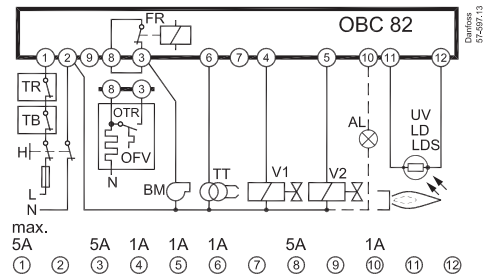 FR
OBC 82
Danfoss
57-597.13
1 2 9 8 3 6 7 4 5 10 11 12
TR
8 3
OTR
TB
AL
UV
LD
LDS
H
OFV
TT
V1
V2
BM
N
L
N
max.
5A 5A 1A 1A 1A 5A 1A
1 2 3 4 5 6 7 8 9 10 11 12